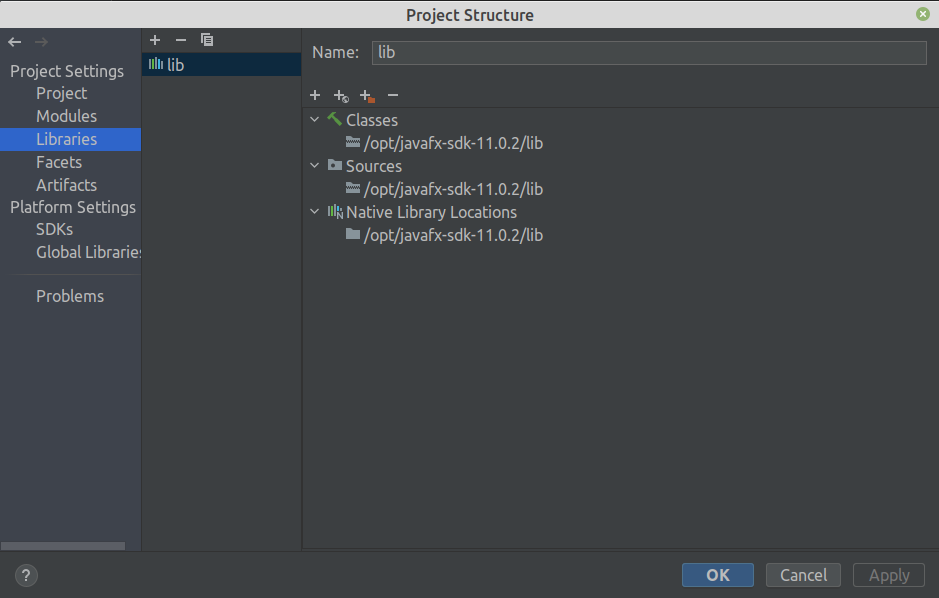 Project Structure
Project Settings
Project
Modules
Libraries
Facets
Artifacts
Platform Settings
SDKs
Global Libraries
Problems
lib
Name: lib
Classes
/opt/javafx-sdk-11.0.2/lib
Sources
/opt/javafx-sdk-11.0.2/lib
Native Library Locations
/opt/javafx-sdk-11.0.2/lib
? OK Cancel Apply